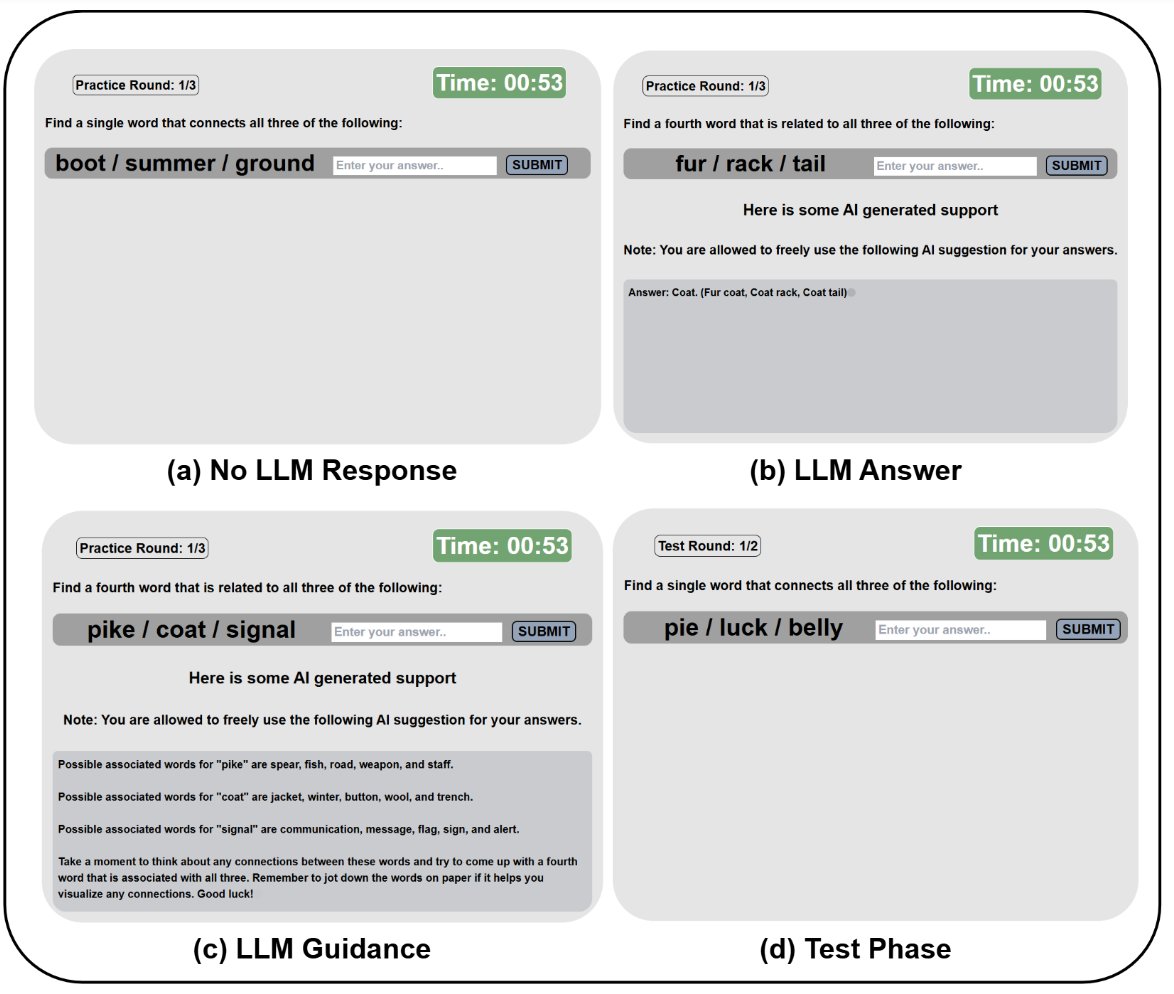 Practice Round: 1/3
Time: 00:53
Find a single word that connects all three of the following:
boot / summer / ground
Enter your answer..
SUBMIT
(a) No LLM Response
Practice Round: 1/3
Time: 00:53
Find a fourth word that is related to all three of the following:
fur / rack / tail
Enter your answer..
SUBMIT
Here is some AI generated support
Note: You are allowed to freely use the following AI suggestion for your answers.
Answer: Coat. (Fur coat, Coat rack, Coat tail)
(b) LLM Answer
Practice Round: 1/3
Time: 00:53
Find a fourth word that is related to all three of the following:
pike / coat / signal
Enter your answer..
SUBMIT
Here is some AI generated support
Note: You are allowed to freely use the following AI suggestion for your answers.
Possible associated words for "pike" are spear, fish, road, weapon, and staff.
Possible associated words for "coat" are jacket, winter, button, wool, and trench.
Possible associated words for "signal" are communication, message, flag, sign, and alert.
Take a moment to think about any connections between these words and try to come up with a fourth
word that is associated with all three. Remember to jot down the words on paper if it helps you
visualize any connections. Good luck!
(c) LLM Guidance
Test Round: 1/2
Time: 00:53
Find a single word that connects all three of the following:
pie / luck / belly
Enter your answer..
SUBMIT
(d) Test Phase